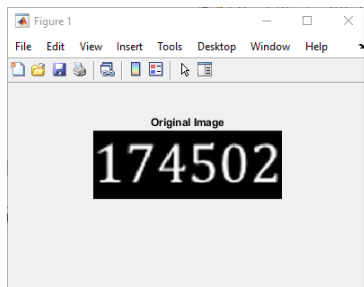 Figure 1
File Edit View Insert Tools Desktop Window Help
Original Image
174502